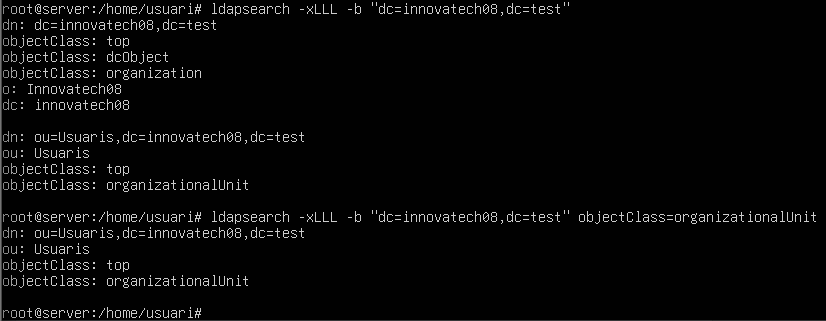 root@server:/home/usuari# ldapsearch -xLLL -b "dc=innovatech08,dc=test"
dn: dc=innovatech08,dc=test
objectClass: top
objectClass: dcObject
objectClass: organization
o: Innovatech08
dc: innovatech08

dn: ou=Usuaris,dc=innovatech08,dc=test
ou: Usuaris
objectClass: top
objectClass: organizationalUnit

root@server:/home/usuari# ldapsearch -xLLL -b "dc=innovatech08,dc=test" objectClass=organizationalUnit
dn: ou=Usuaris,dc=innovatech08,dc=test
ou: Usuaris
objectClass: top
objectClass: organizationalUnit

root@server:/home/usuari#